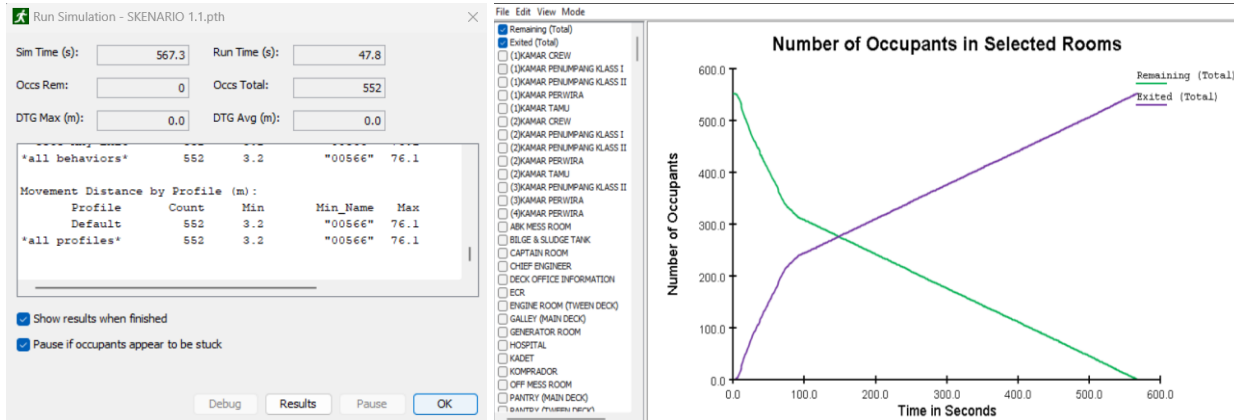 Run Simulation - SKENARIO 1.1.pth
Sim Time (s): 567.3 Run Time (s): 47.8
Occs Rem: 0 Occs Total: 552
DTG Max (m): 0.0 DTG Avg (m): 0.0
*all behaviors* 552 3.2 "00566" 76.1
Movement Distance by Profile (m):
Profile Count Min Min_Name Max
Default 552 3.2 "00566" 76.1
*all profiles* 552 3.2 "00566" 76.1
Show results when finished
Pause if occupants appear to be stuck
Debug Results Pause OK
File Edit View Mode
Remaining (Total)
Exited (Total)
(1)KAMAR CREW
(1)KAMAR PENUMPANG KLASS I
(1)KAMAR PENUMPANG KLASS II
(1)KAMAR PERWIRA
(1)KAMAR TAMU
(2)KAMAR CREW
(2)KAMAR PENUMPANG KLASS I
(2)KAMAR PENUMPANG KLASS II
(2)KAMAR PERWIRA
(2)KAMAR TAMU
(3)KAMAR PENUMPANG KLASS II
(3)KAMAR PERWIRA
(4)KAMAR PERWIRA
ABK MESS ROOM
BILGE & SLUDGE TANK
CAPTAIN ROOM
CHIEF ENGINEER
DECK OFFICE INFORMATION
ECR
ENGINE ROOM (TWEEN DECK)
GALLEY (MAIN DECK)
GENERATOR ROOM
HOSPITAL
KADET
KOMPRADOR
OFF MESS ROOM
PANTRY (MAIN DECK)
PANTRY (TWEEN DECK)
Number of Occupants in Selected Rooms
Remaining (Total)
Exited (Total)
Number of Occupants
600.0
500.0
400.0
300.0
200.0
100.0
0.0
0.0 100.0 200.0 300.0 400.0 500.0 600.0
Time in Seconds